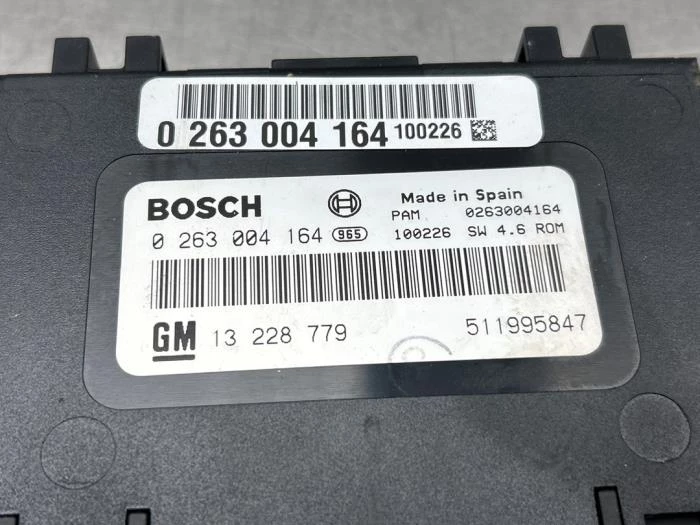 0 263 004 164 100226
BOSCH Made in Spain
PAM 0263004164
0 263 004 164 965 100226 SW 4.6 ROM
GM 13 228 779 511995847